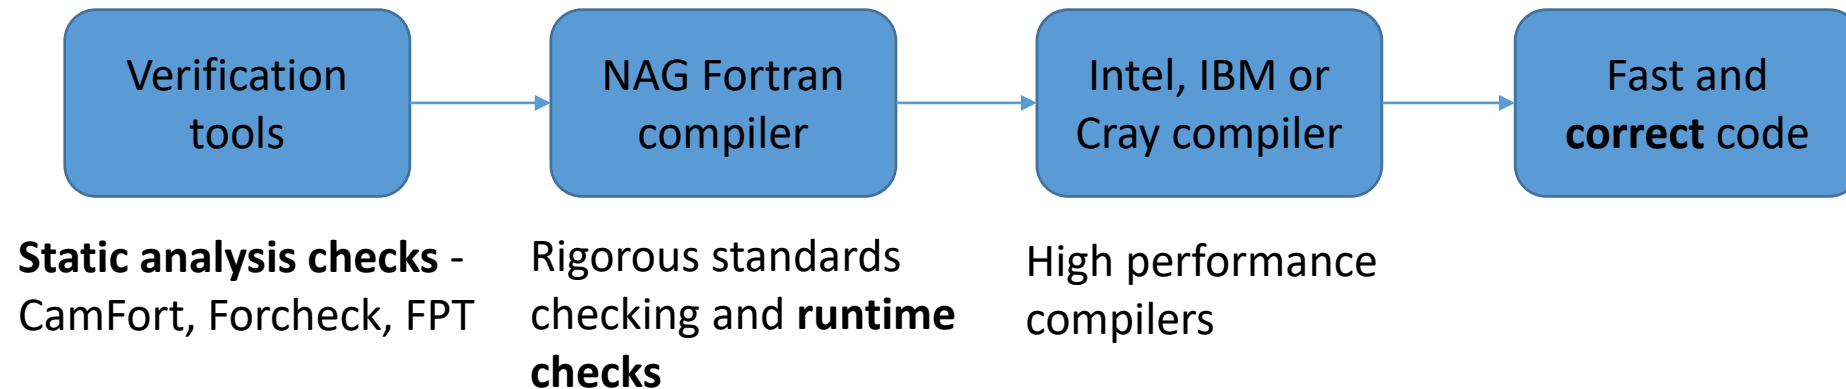 Verification
tools
NAG Fortran
compiler
Intel, IBM or
Cray compiler
Fast and
correct code
Static analysis checks -
CamFort, Forcheck, FPT
Rigorous standards
checking and runtime
checks
High performance
compilers